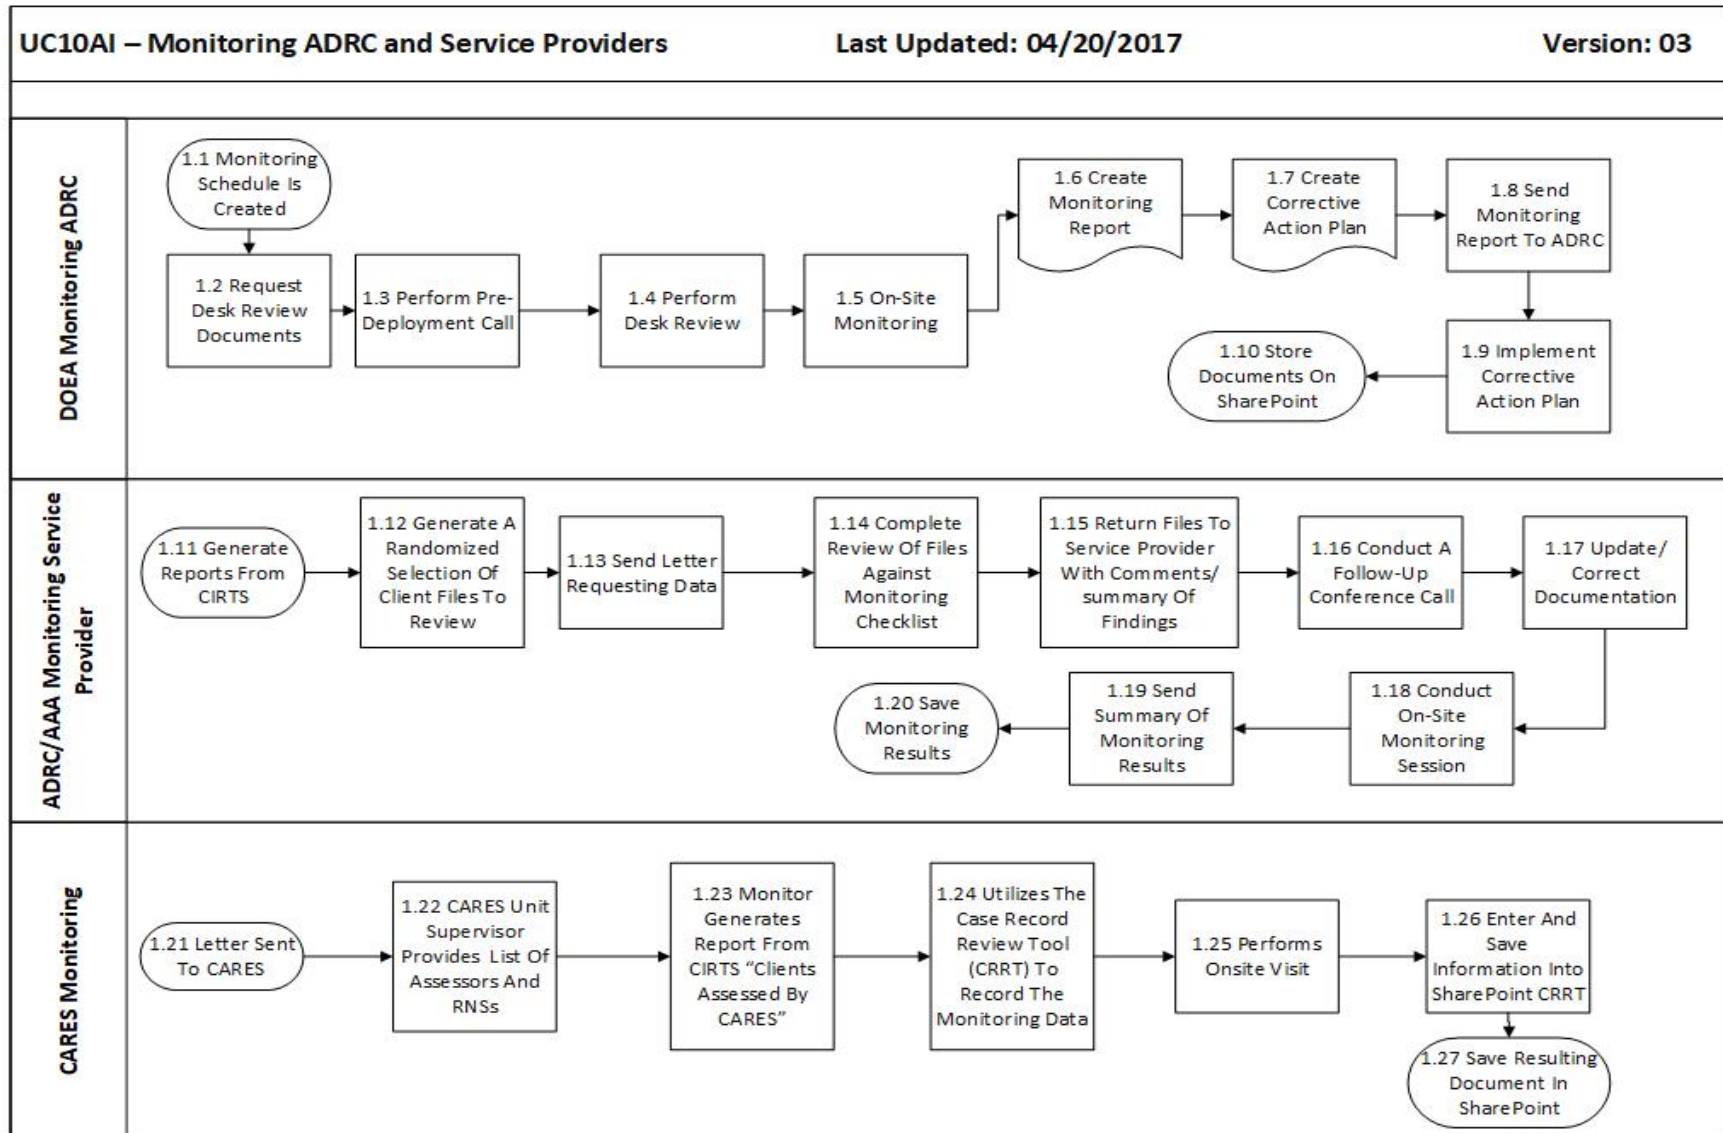 UC10AI – Monitoring ADRC and Service Providers
Last Updated: 04/20/2017
Version: 03
DOEA Monitoring ADRC
1.1 Monitoring
Schedule Is
Created
1.2 Request
Desk Review
Documents
1.3 Perform Pre-
Deployment Call
1.4 Perform
Desk Review
1.5 On-Site
Monitoring
1.6 Create
Monitoring
Report
1.7 Create
Corrective
Action Plan
1.8 Send
Monitoring
Report To ADRC
1.9 Implement
Corrective
Action Plan
1.10 Store
Documents On
SharePoint
ADRC/AAA Monitoring Service
Provider
1.11 Generate
Reports From
CIRTS
1.12 Generate A
Randomized
Selection Of
Client Files To
Review
1.13 Send Letter
Requesting Data
1.14 Complete
Review Of Files
Against
Monitoring
Checklist
1.15 Return Files To
Service Provider
With Comments/
summary Of
Findings
1.16 Conduct A
Follow-Up
Conference Call
1.17 Update/
Correct
Documentation
1.18 Conduct
On-Site
Monitoring
Session
1.19 Send
Summary Of
Monitoring
Results
1.20 Save
Monitoring
Results
CARES Monitoring
1.21 Letter Sent
To CARES
1.22 CARES Unit
Supervisor
Provides List Of
Assessors And
RNSs
1.23 Monitor
Generates
Report From
CIRTS “Clients
Assessed By
CARES”
1.24 Utilizes The
Case Record
Review Tool
(CRRT) To
Record The
Monitoring Data
1.25 Performs
Onsite Visit
1.26 Enter And
Save
Information Into
SharePoint CRRT
1.27 Save Resulting
Document In
SharePoint